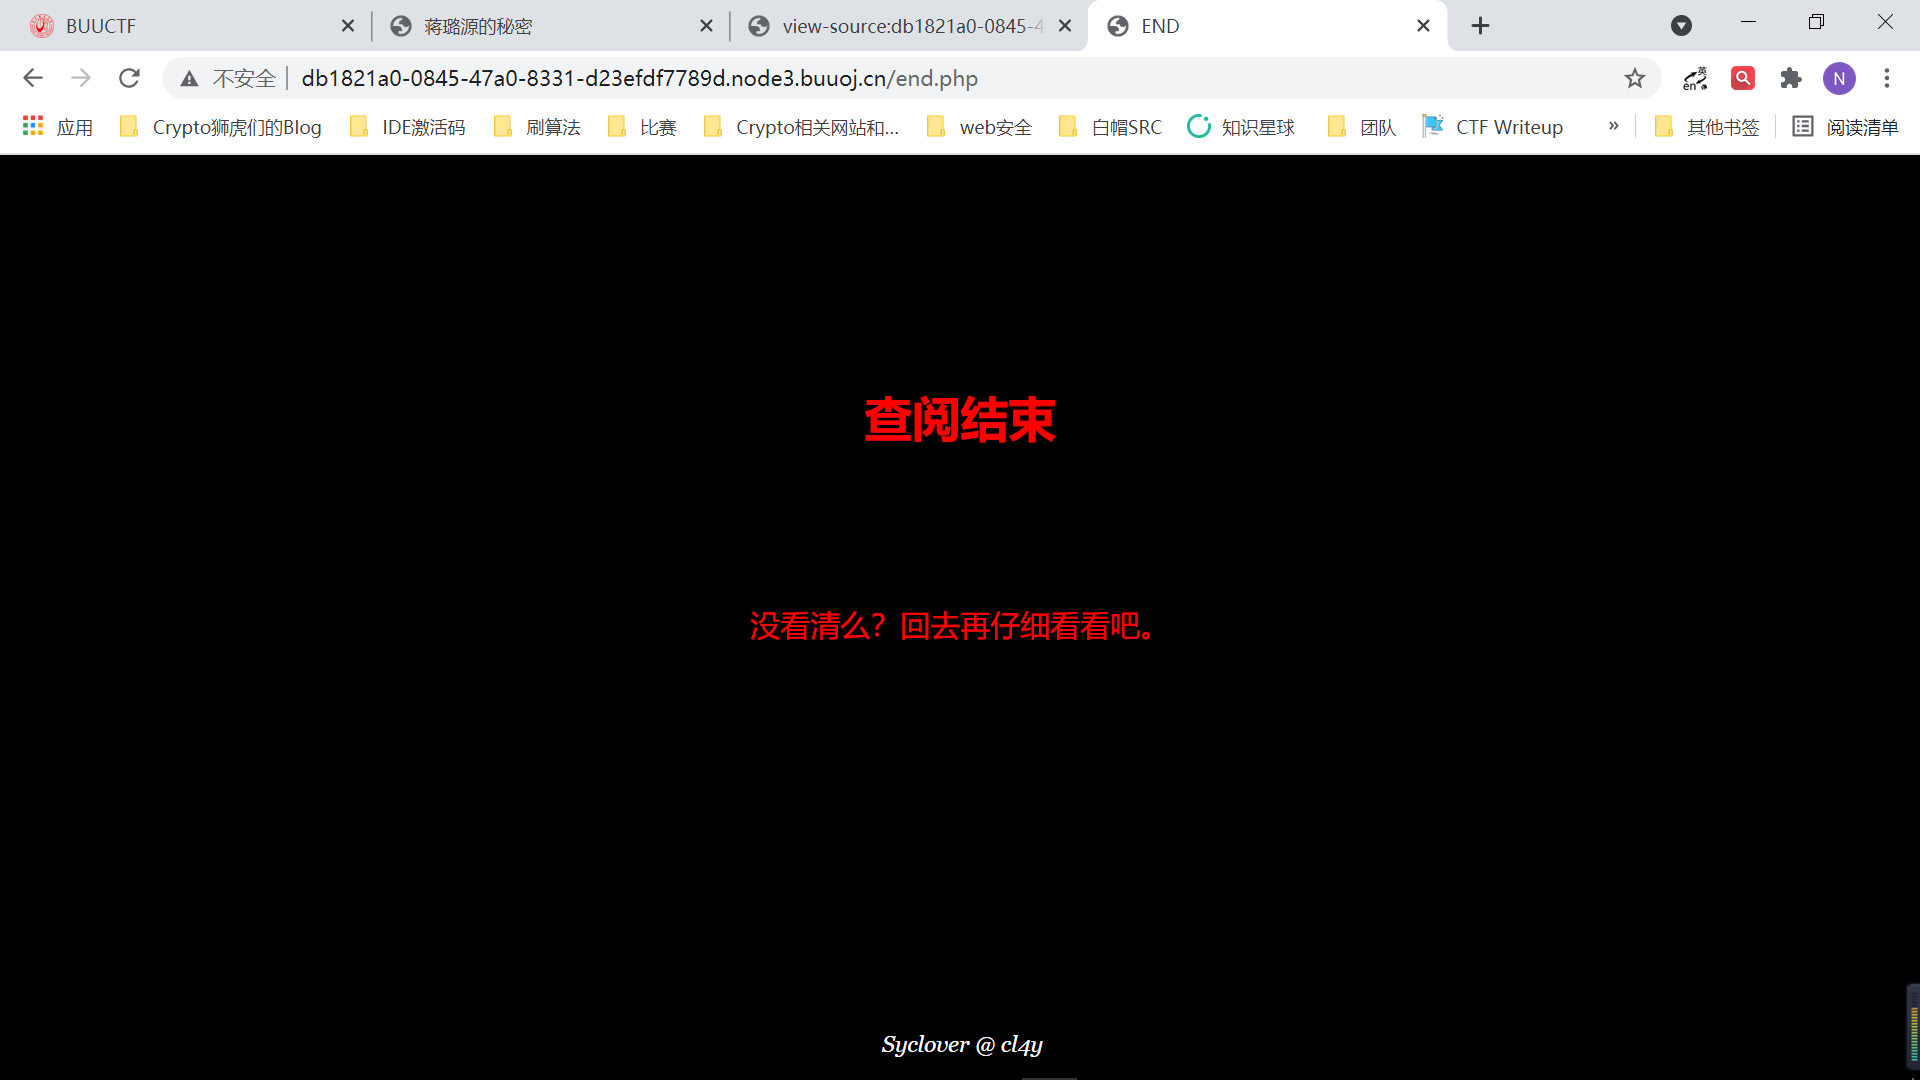 BUUCTF
蒋璐源的秘密
view-source:db1821a0-0845-4
END
不安全
db1821a0-0845-47a0-8331-d23efdf7789d.node3.buuoj.cn/end.php
英
en
N
应用
Crypto狮虎们的Blog
IDE激活码
刷算法
比赛
Crypto相关网站和...
web安全
白帽SRC
知识星球
团队
CTF Writeup
»
其他书签
阅读清单
查阅结束
没看清么？回去再仔细看看吧。
Syclover @ cl4y